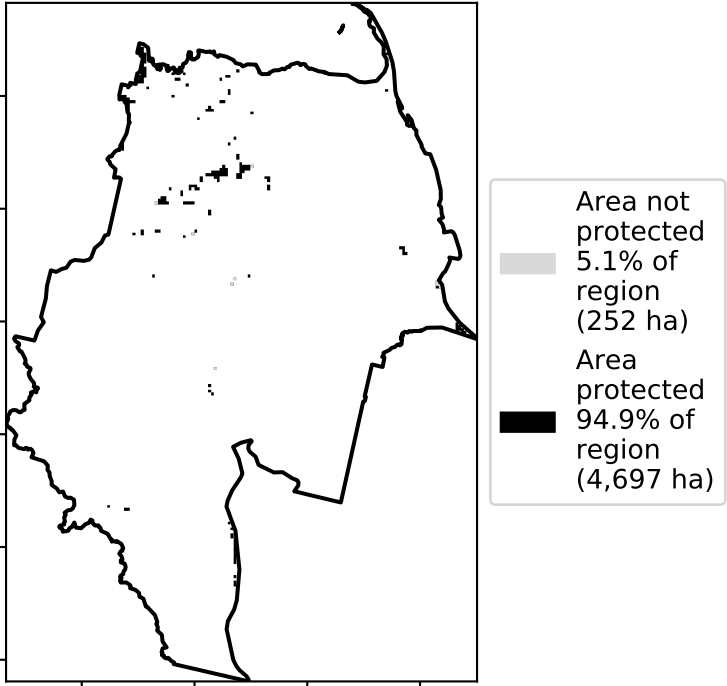 Area not
protected
5.1% of
region
(252 ha)
Area
protected
94.9% of
region
(4,697 ha)